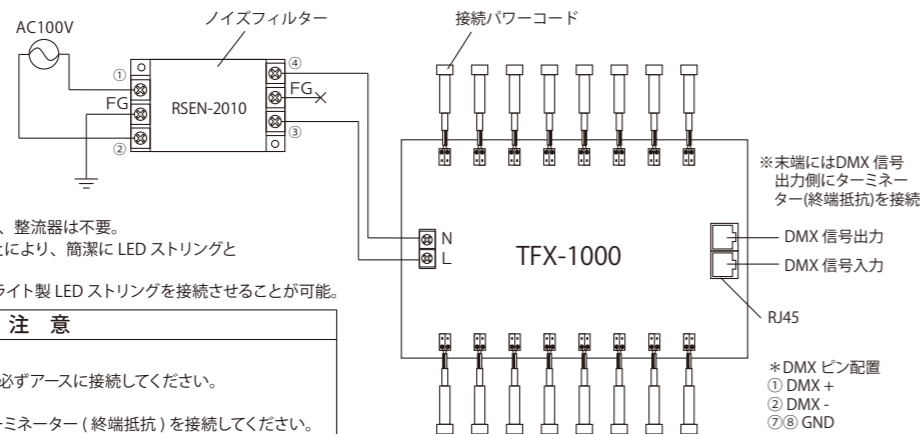 AC100V
ノイズフィルター
接続パワーコード
①
④
FG
RSEN-2010
FG
②
③
※末端にはDMX 信号
出力側にターミネー
ター(終端抵抗)を接続
N
L
TFX-1000
DMX 信号出力
DMX 信号入力
RJ45
、整流器は不要。
により、簡潔に LED ストリングと
ライト製 LED ストリングを接続させることが可能。
注 意
必ずアースに接続してください。
ーミネーター ( 終端抵抗 ) を接続してください。
＊DMX ピン配置
① DMX +
② DMX -
⑦⑧ GND